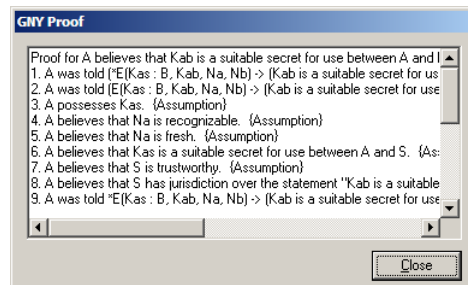 GNY Proof
Proof for A believes that Kab is a suitable secret for use between A and
1. A was told (*E(Kas : B, Kab, Na, Nb) -> (Kab is a suitable secret for us
2. A was told (E(Kas : B, Kab, Na, Nb) -> (Kab is a suitable secret for use
3. A possesses Kas. {Assumption}
4. A believes that Na is recognizable. {Assumption}
5. A believes that Na is fresh. {Assumption}
6. A believes that Kas is a suitable secret for use between A and S. {As
7. A believes that S is trustworthy. {Assumption}
8. A believes that S has jurisdiction over the statement "Kab is a suitable
9. A was told *E(Kas : B, Kab, Na, Nb) -> (Kab is a suitable secret for use
Close